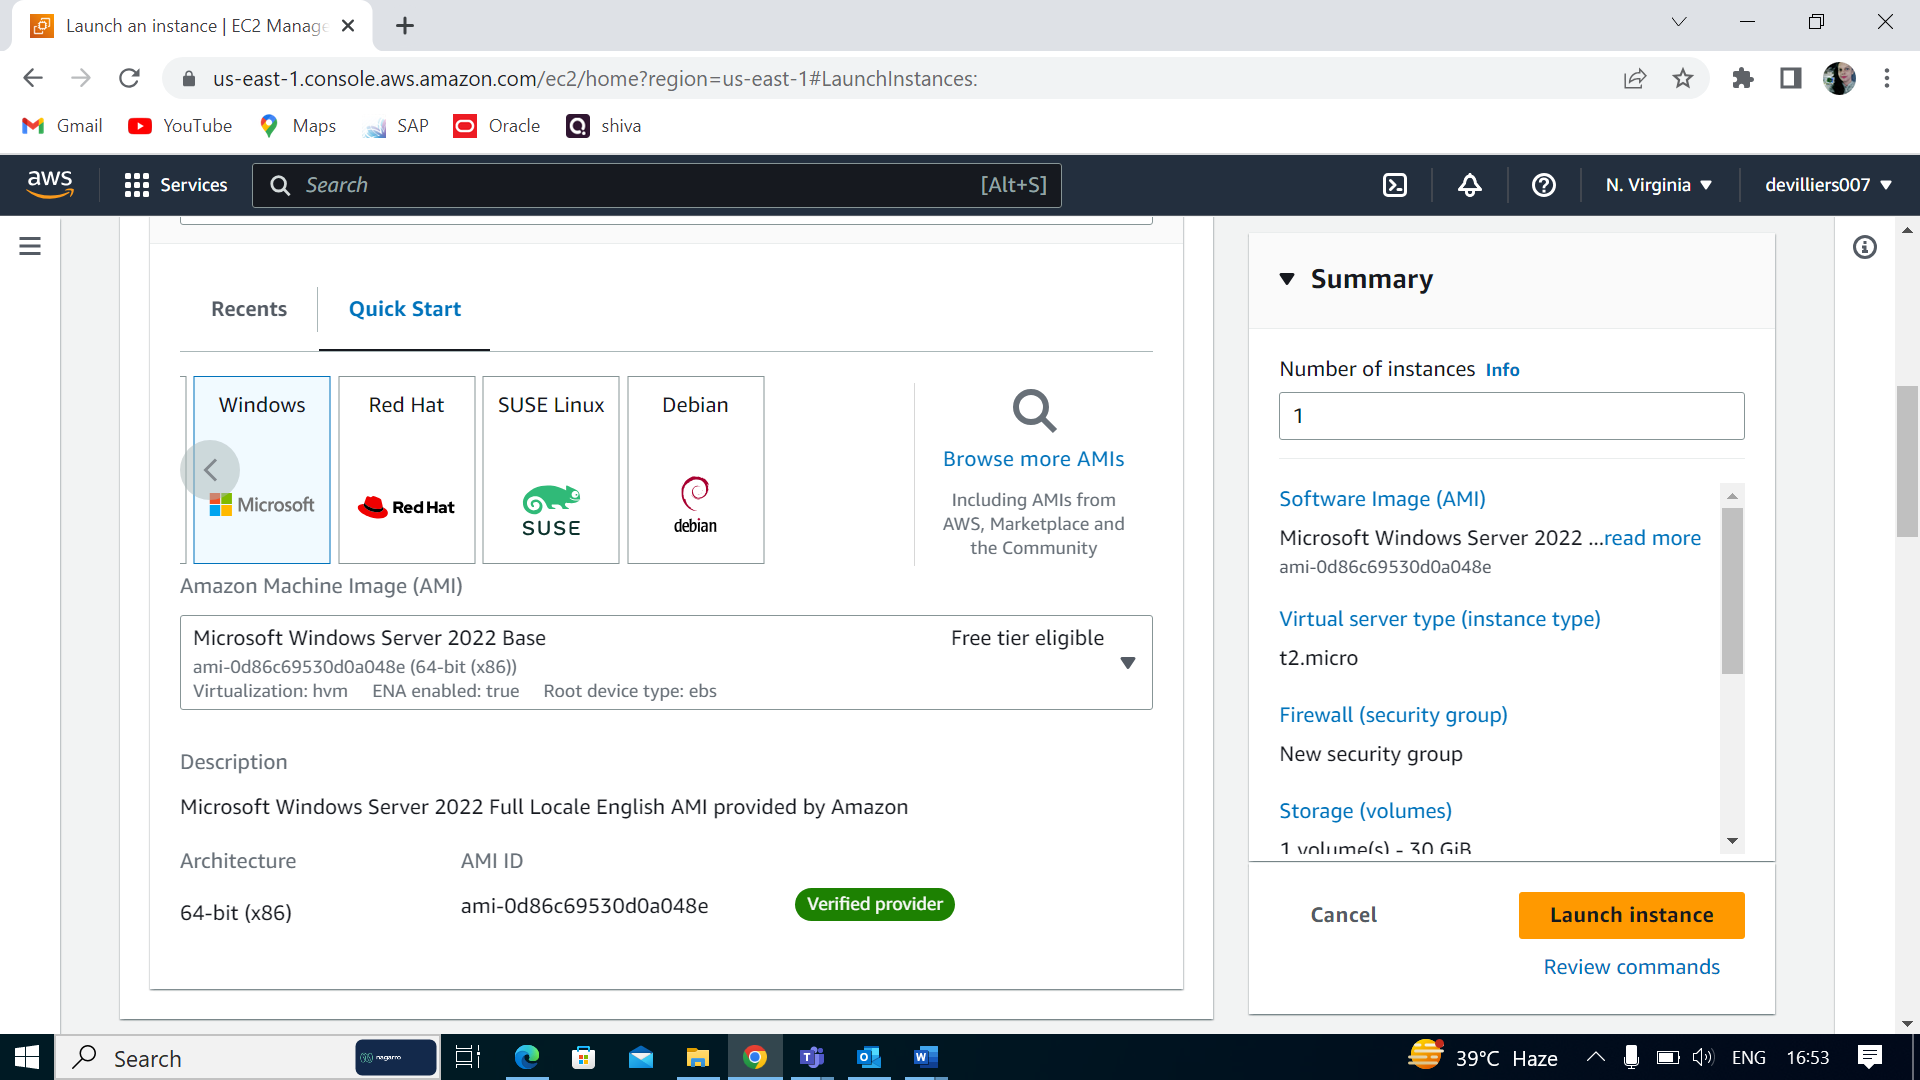 Launch an instance | EC2 Manage
us-east-1.console.aws.amazon.com/ec2/home?region=us-east-1#LaunchInstances:
Gmail YouTube Maps SAP Oracle shiva
aws Services Search [Alt+S] N. Virginia devilliers007
Recents Quick Start
Windows Red Hat SUSE Linux Debian
Microsoft Red Hat SUSE debian
Browse more AMIs
Including AMIs from
AWS, Marketplace and
the Community
Amazon Machine Image (AMI)
Microsoft Windows Server 2022 Base Free tier eligible
ami-0d86c69530d0a048e (64-bit (x86))
Virtualization: hvm ENA enabled: true Root device type: ebs
Description
Microsoft Windows Server 2022 Full Locale English AMI provided by Amazon
Architecture AMI ID
64-bit (x86) ami-0d86c69530d0a048e Verified provider
Summary
Number of instances Info
1
Software Image (AMI)
Microsoft Windows Server 2022 ...read more
ami-0d86c69530d0a048e
Virtual server type (instance type)
t2.micro
Firewall (security group)
New security group
Storage (volumes)
1 volume(s) - 30 GiB
Cancel Launch instance
Review commands
Search nagarro 39°C Haze ENG 16:53